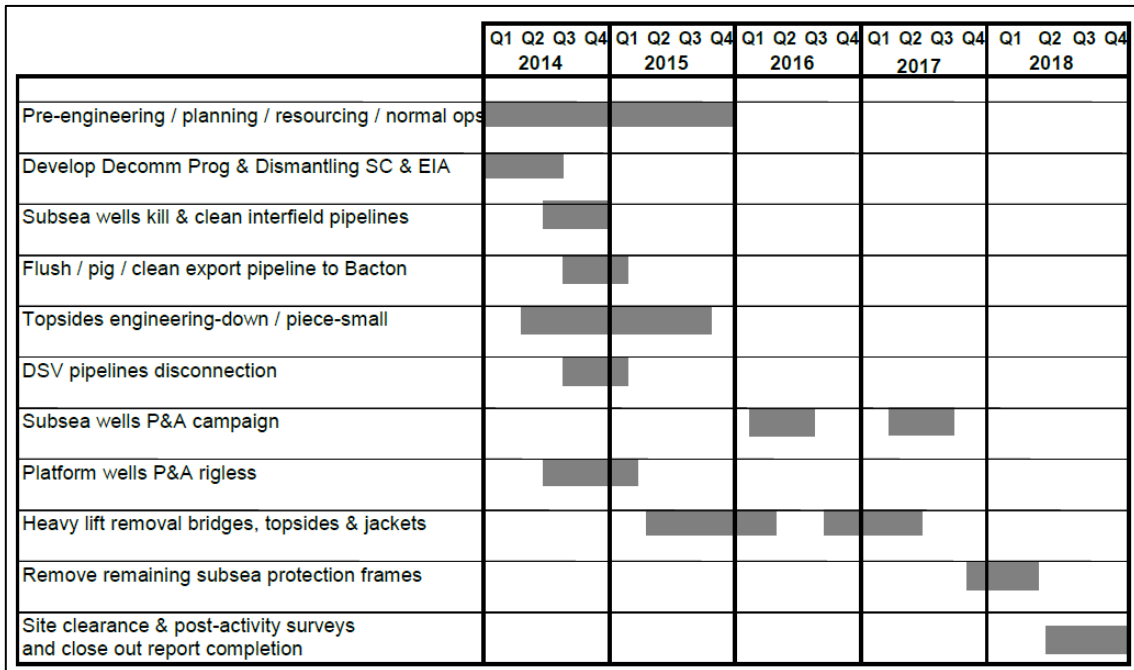 Q1 Q2 Q3 Q4 Q1 Q2 Q3 Q4 Q1 Q2 Q3 Q4 Q1 Q2 Q3 Q4 Q1 Q2 Q3 Q4
2014 2015 2016 2017 2018
Pre-engineering / planning / resourcing / normal ops
Develop Decomm Prog & Dismantling SC & EIA
Subsea wells kill & clean interfield pipelines
Flush / pig / clean export pipeline to Bacton
Topsides engineering-down / piece-small
DSV pipelines disconnection
Subsea wells P&A campaign
Platform wells P&A rigless
Heavy lift removal bridges, topsides & jackets
Remove remaining subsea protection frames
Site clearance & post-activity surveys
and close out report completion